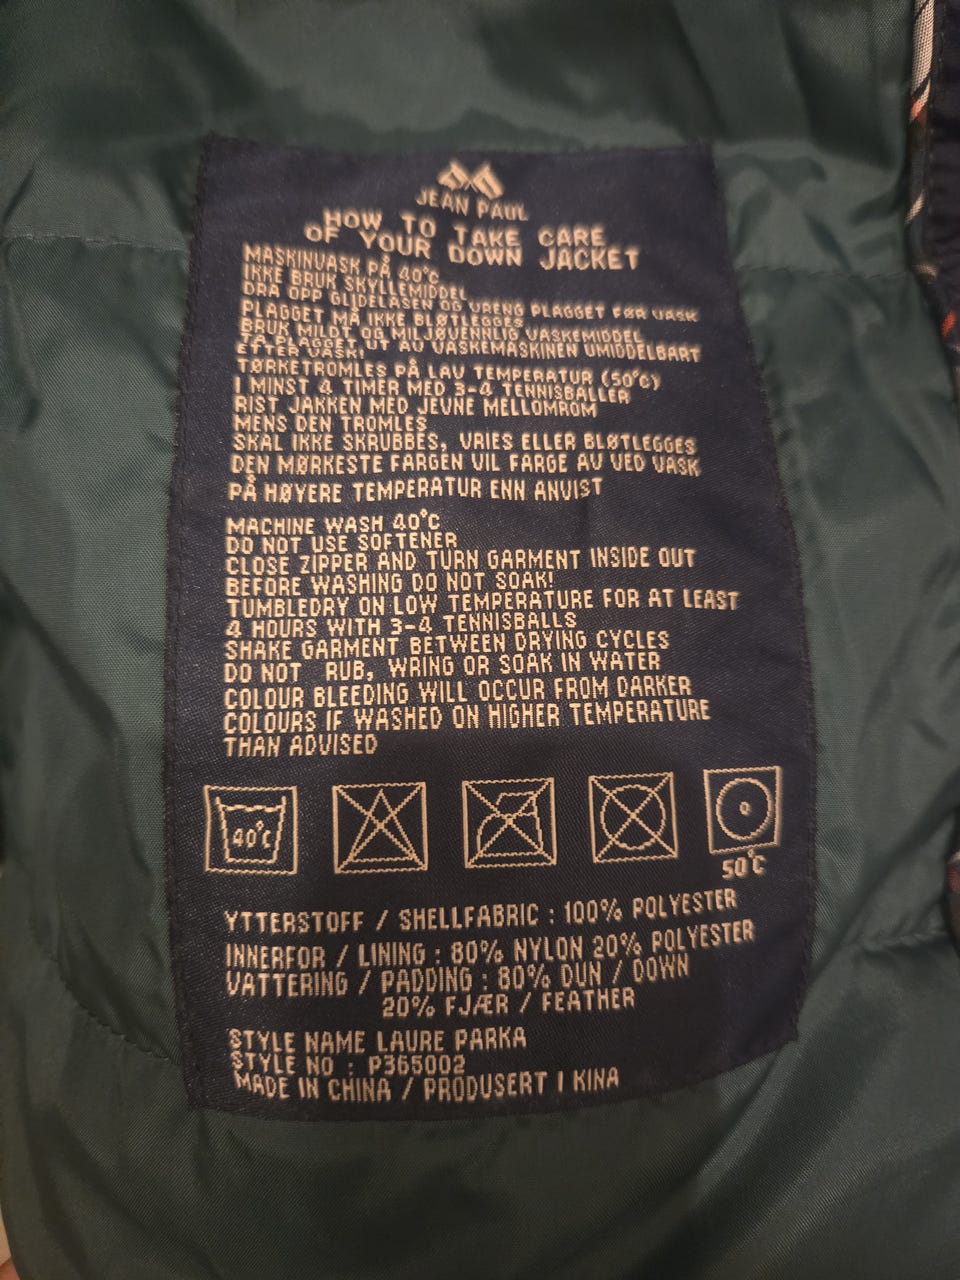 JEAN PAUL
HOW TO TAKE CARE
OF YOUR DOWN JACKET
MASKINVASK PÅ 40°C
IKKE BRUK SKYLLEMIDDEL
DRA OPP GLIDELÅSEN OG VRENG PLAGGET FØR VASK
PLAGGET MÅ IKKE BLØTLEGGES
BRUK MILDT OG MILJØVENNLIG VASKEMIDDEL
TA PLAGGET UT AV VASKEMASKINEN UMIDDELBART
ETTER VASK!
TØRKETROMLES PÅ LAV TEMPERATUR (50°C)
I MINST 4 TIMER MED 3-4 TENNISBALLER
RIST JAKKEN MED JEVNE MELLOMROM
MENS DEN TROMLES
SKAL IKKE SKRUBBES, VRIES ELLER BLØTLEGGES
DEN MØRKESTE FARGEN VIL FARGE AV VED VASK
PÅ HØYERE TEMPERATUR ENN ANVIST
MACHINE WASH 40°C
DO NOT USE SOFTENER
CLOSE ZIPPER AND TURN GARMENT INSIDE OUT
BEFORE WASHING DO NOT SOAK!
TUMBLEDRY ON LOW TEMPERATURE FOR AT LEAST
4 HOURS WITH 3-4 TENNISBALLS
SHAKE GARMENT BETWEEN DRYING CYCLES
DO NOT RUB, WRING OR SOAK IN WATER
COLOUR BLEEDING WILL OCCUR FROM DARKER
COLOURS IF WASHED ON HIGHER TEMPERATURE
THAN ADVISED
40°C
50°C
YTTERSTOFF / SHELLFABRIC : 100% POLYESTER
INNERFOR / LINING : 80% NYLON 20% POLYESTER
VATTERING / PADDING : 80% DUN / DOWN
20% FJÆR / FEATHER
STYLE NAME LAURE PARKA
STYLE NO : P365002
MADE IN CHINA / PRODUSERT I KINA